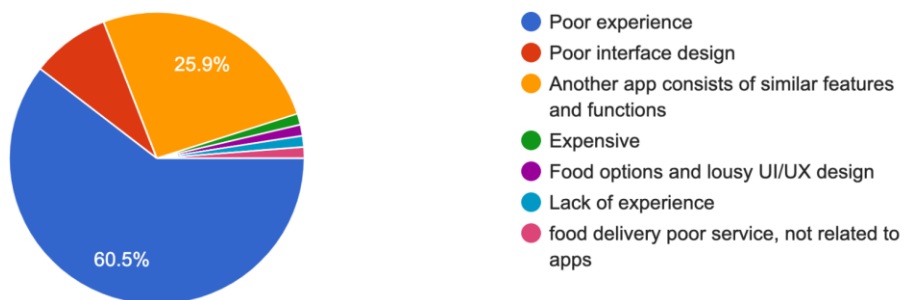 25.9%
60.5%
Poor experience
Poor interface design
Another app consists of similar features
and functions
Expensive
Food options and lousy UI/UX design
Lack of experience
food delivery poor service, not related to
apps